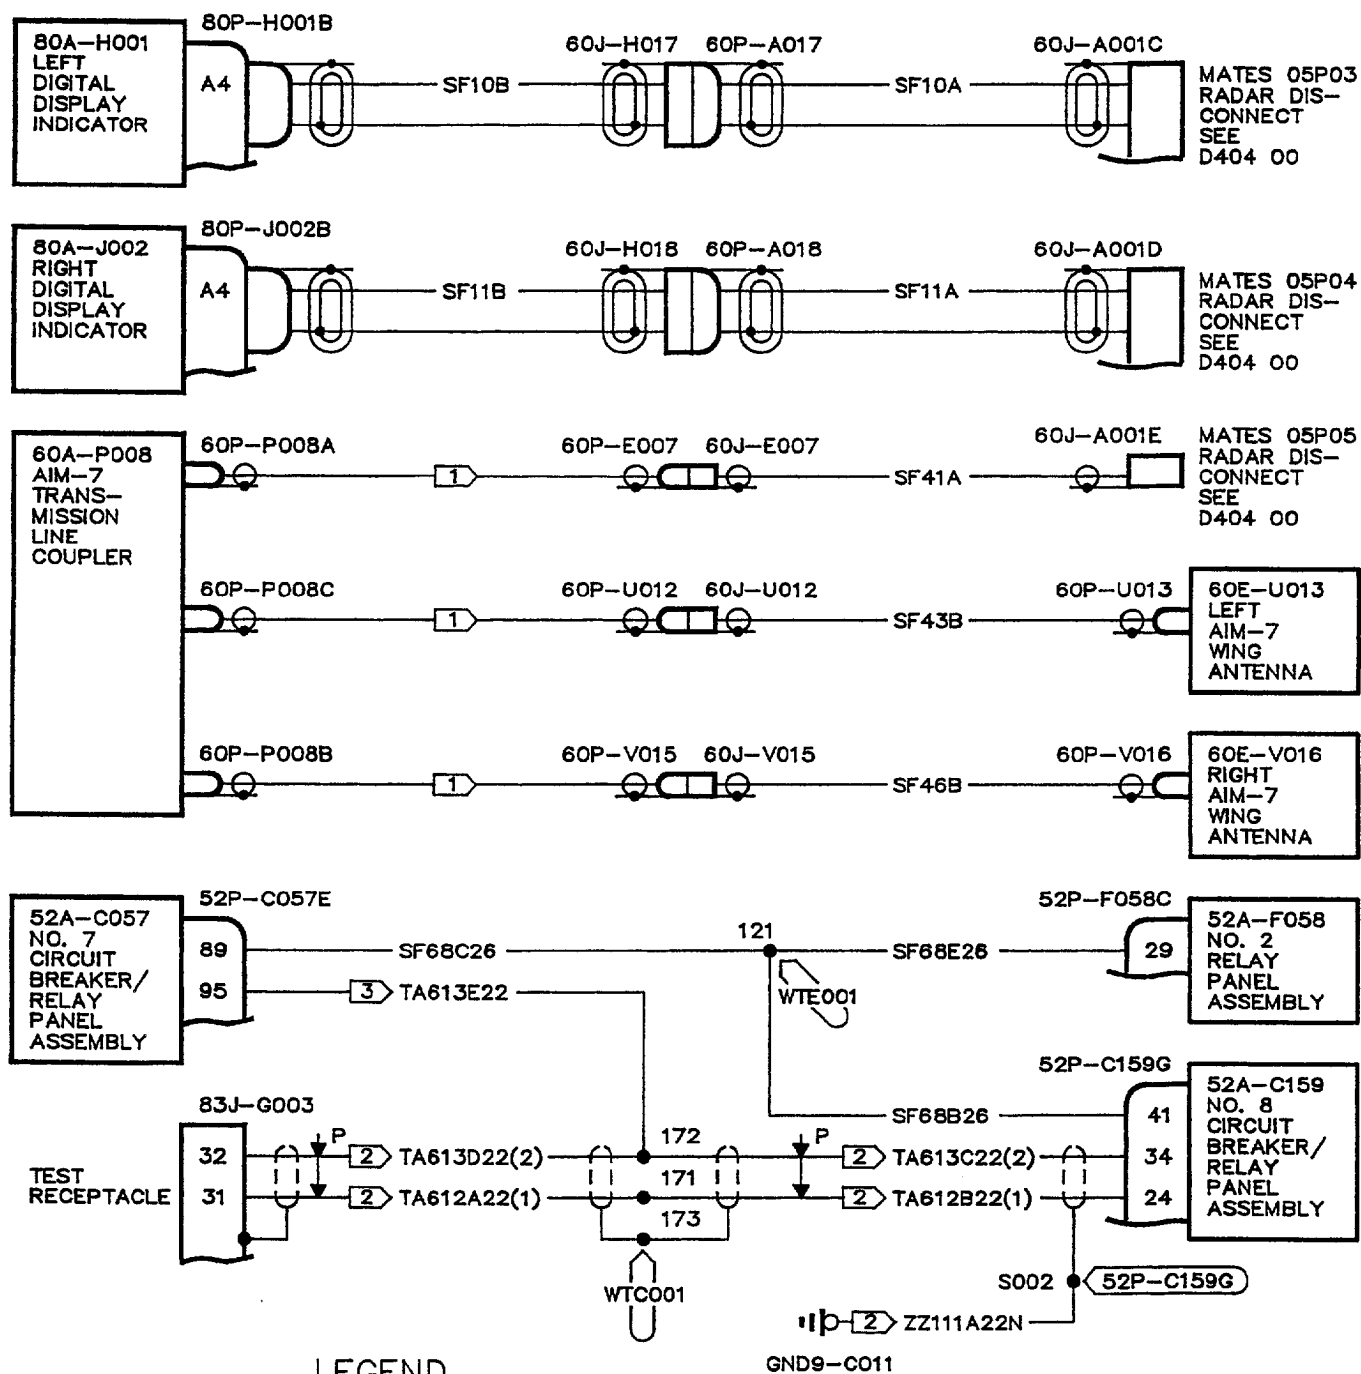 80P-H001B
80A-H001
LEFT
DIGITAL
DISPLAY
INDICATOR
A4
SF10B
60J-H017
60P-A017
SF10A
60J-A001C
MATES 05P03
RADAR DIS-
CONNECT
SEE
D404 00
80P-J002B
80A-J002
RIGHT
DIGITAL
DISPLAY
INDICATOR
A4
SF11B
60J-H018
60P-A018
SF11A
60J-A001D
MATES 05P04
RADAR DIS-
CONNECT
SEE
D404 00
60A-P008
AIM-7
TRANS-
MISSION
LINE
COUPLER
60P-P008A
1
60P-E007
60J-E007
SF41A
60J-A001E
MATES 05P05
RADAR DIS-
CONNECT
SEE
D404 00
60P-P008C
1
60P-U012
60J-U012
SF43B
60P-U013
60E-U013
LEFT
AIM-7
WING
ANTENNA
60P-P008B
1
60P-V015
60J-V015
SF46B
60P-V016
60E-V016
RIGHT
AIM-7
WING
ANTENNA
52P-C057E
52A-C057
NO. 7
CIRCUIT
BREAKER/
RELAY
PANEL
ASSEMBLY
89
SF68C26
121
SF68E26
52P-F058C
29
52A-F058
NO. 2
RELAY
PANEL
ASSEMBLY
95
3
TA613E22
WTE001
52P-C159G
52A-C159
NO. 8
CIRCUIT
BREAKER/
RELAY
PANEL
ASSEMBLY
SF68B26
41
83J-G003
TEST
RECEPTACLE
32
P
2
TA613D22(2)
172
P
2
TA613C22(2)
34
31
2
TA612A22(1)
171
2
TA612B22(1)
24
173
WTC001
S002
52P-C159G
2
ZZ111A22N
GND9-C011
LEGEND